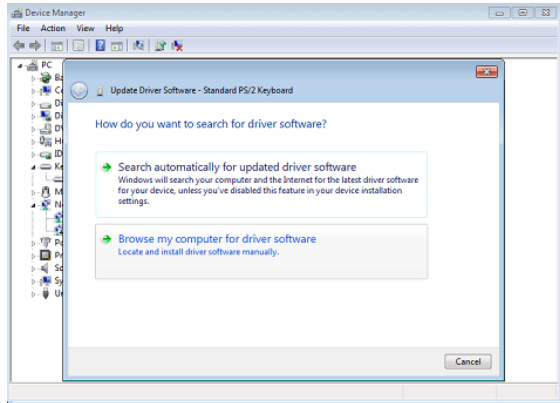 Device Manager
File Action View Help
PC
Update Driver Software - Standard PS/2 Keyboard
How do you want to search for driver software?
Search automatically for updated driver software
Windows will search your computer and the Internet for the latest driver software
for your device, unless you've disabled this feature in your device installation
settings.
Browse my computer for driver software
Locate and install driver software manually.
Cancel